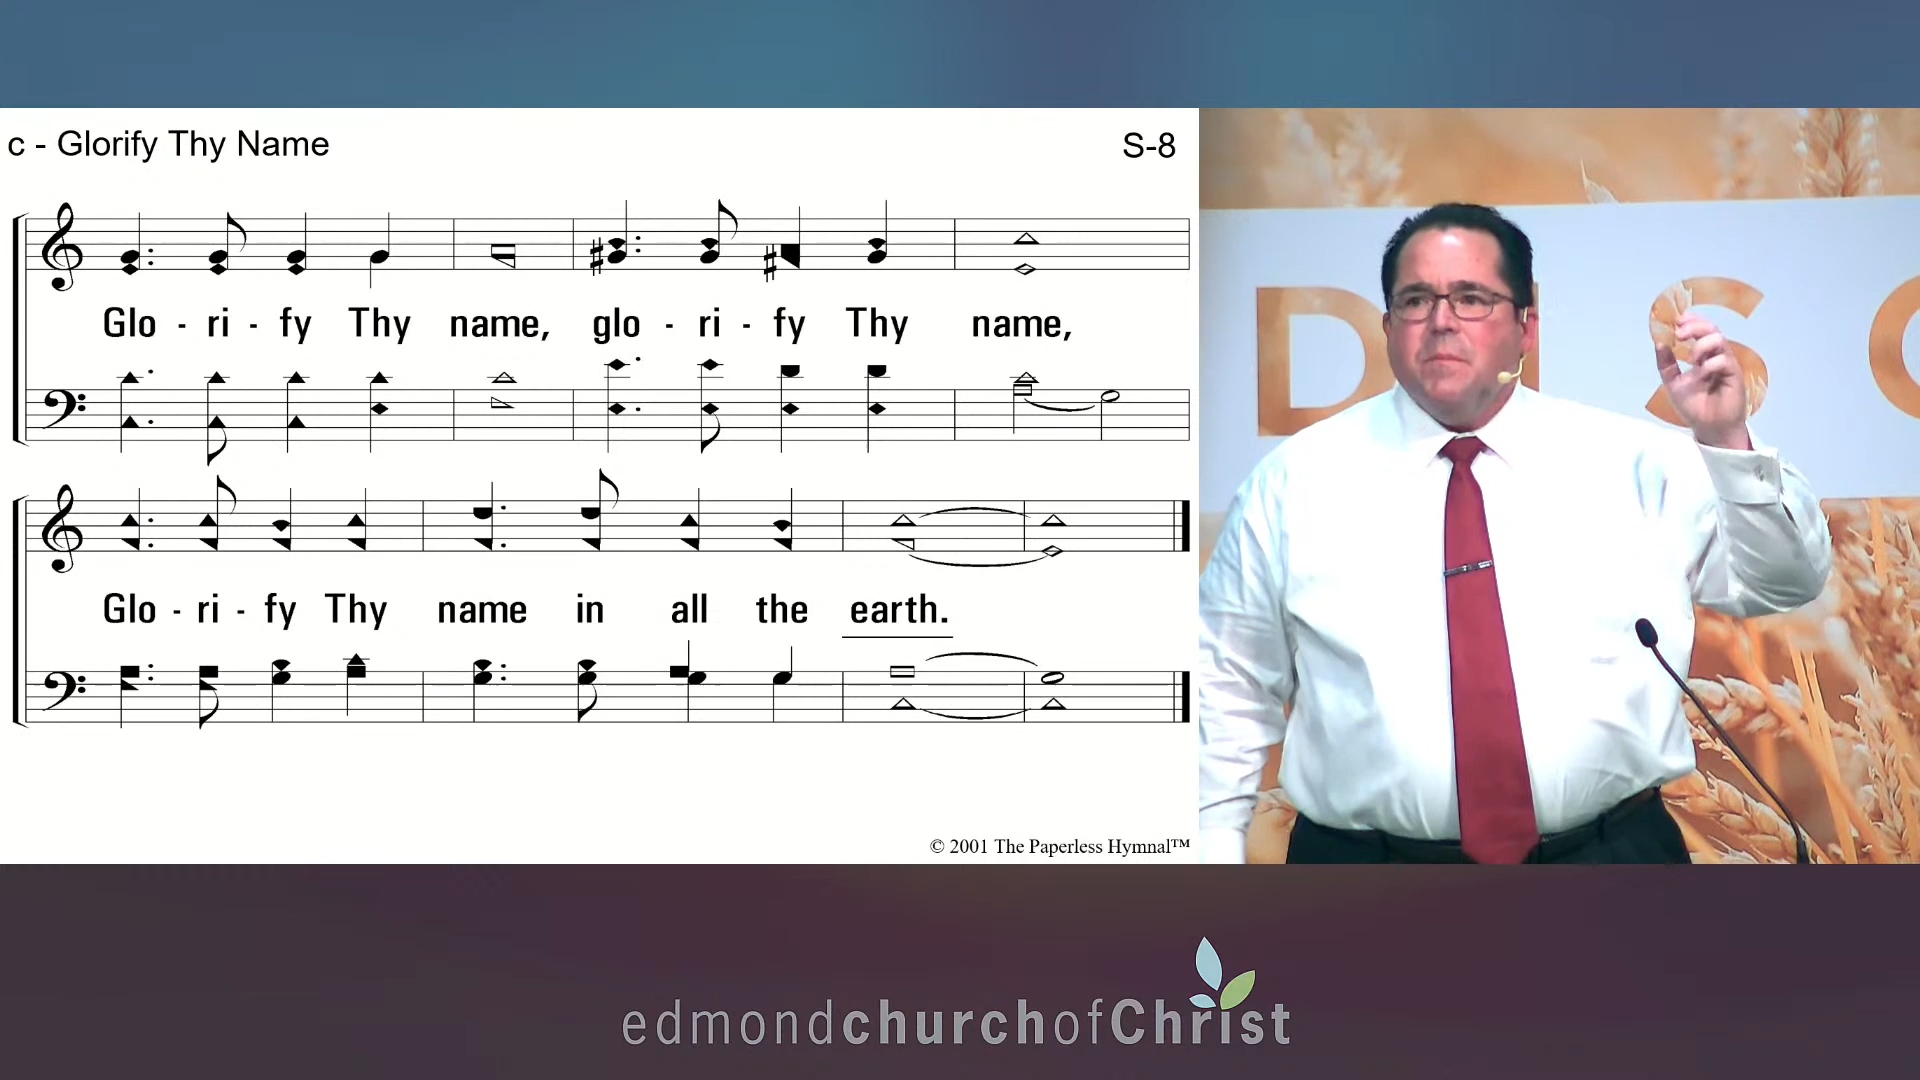 c - Glorify Thy Name
S-8
Glo - ri - fy Thy name, glo - ri - fy Thy name,
Glo - ri - fy Thy name in all the earth.
© 2001 The Paperless Hymnal™
D I S C
edmondchurchofChrist